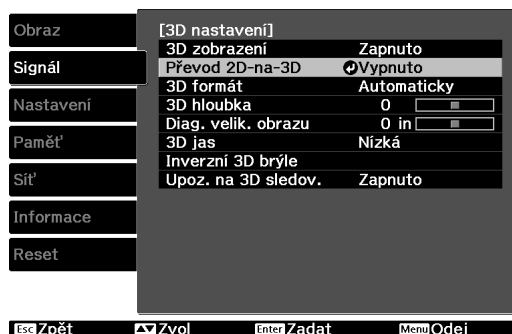 Obraz
Signál
Nastavení
Paměť
Síť
Informace
Reset
[3D nastavení]
3D zobrazení Zapnuto
Převod 2D-na-3D Vypnuto
3D formát Automaticky
3D hloubka 0
Diag. velik. obrazu 0 in
3D jas Nízká
Inverzní 3D brýle
Upoz. na 3D sledov. Zapnuto
Esc Zpět Zvol Enter Zadat Menu Odej